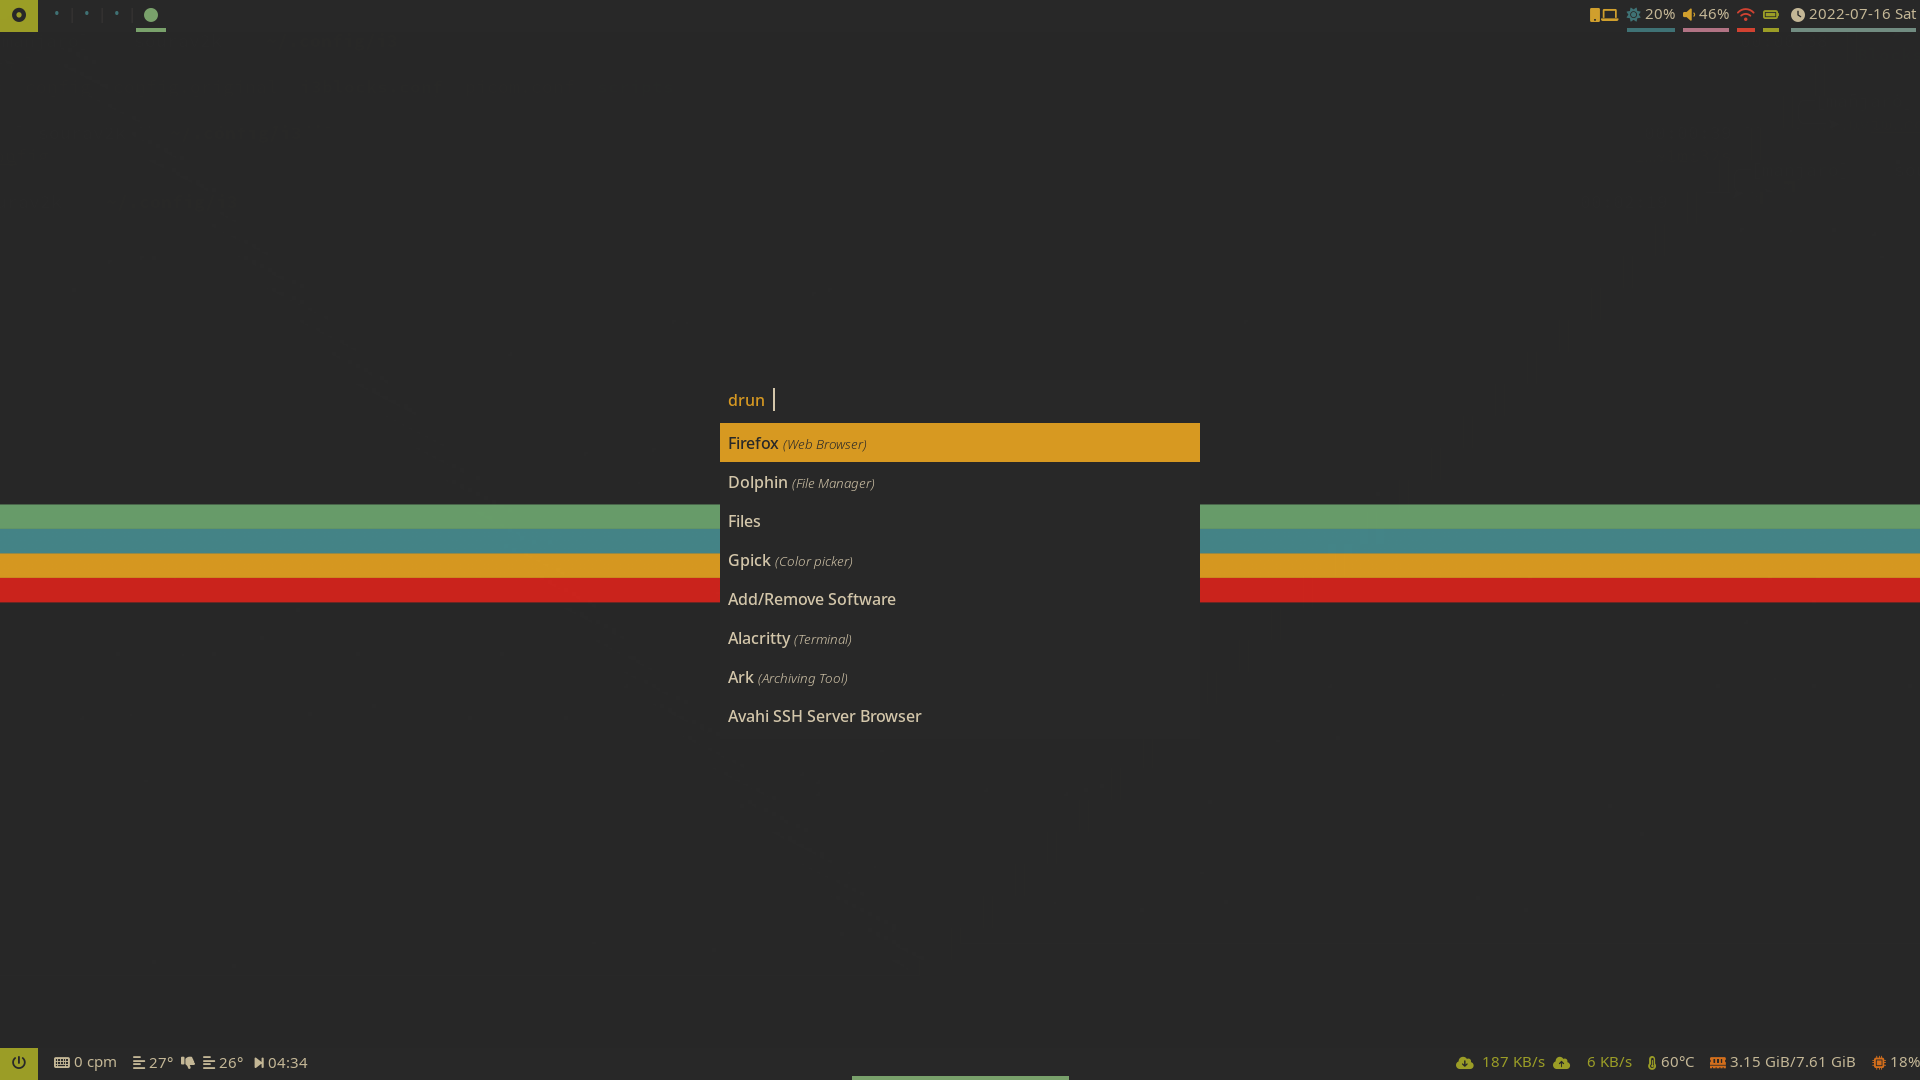 20% 46% 2022-07-16 Sat
drun
Firefox (Web Browser)
Dolphin (File Manager)
Files
Gpick (Color picker)
Add/Remove Software
Alacritty (Terminal)
Ark (Archiving Tool)
Avahi SSH Server Browser
0 cpm 27° 26° 04:34 187 KB/s 6 KB/s 60°C 3.15 GiB/7.61 GiB 18%